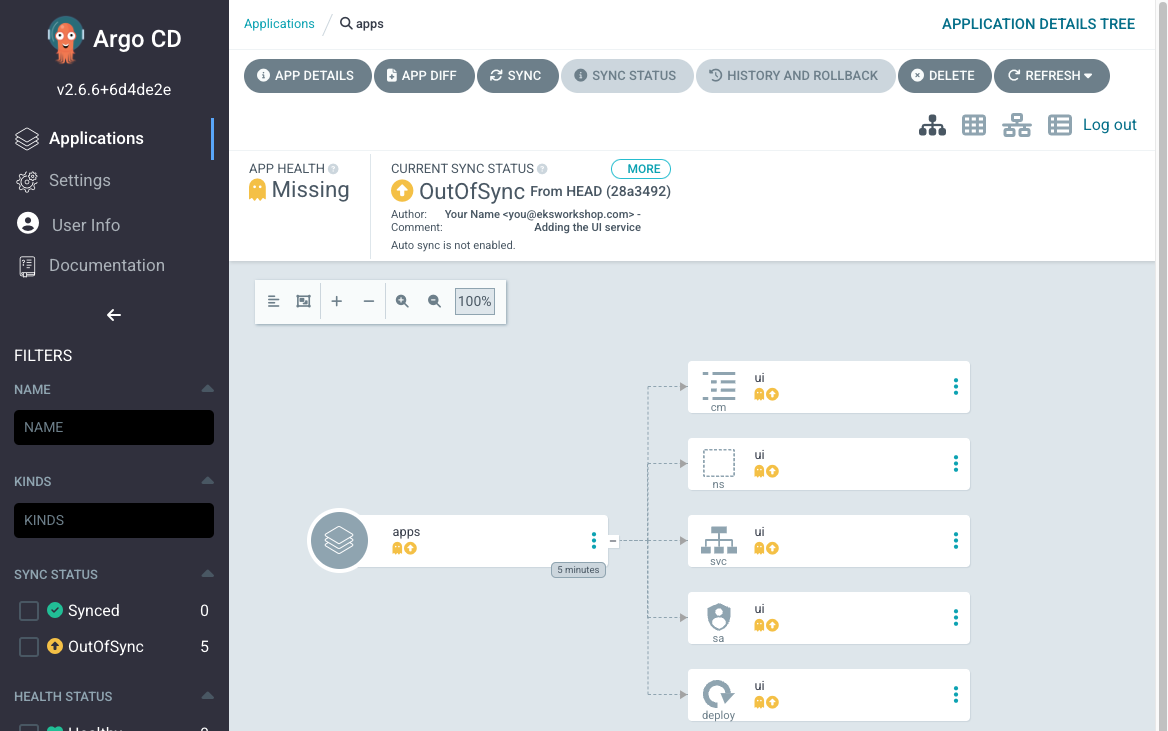 Argo CD
v2.6.6+6d4de2e
Applications
Settings
User Info
Documentation
FILTERS
NAME
NAME
KINDS
KINDS
SYNC STATUS
Synced 0
OutOfSync 5
HEALTH STATUS
Healthy 0
Applications / apps
APPLICATION DETAILS TREE
APP DETAILS APP DIFF SYNC SYNC STATUS HISTORY AND ROLLBACK DELETE REFRESH
Log out
APP HEALTH
Missing
CURRENT SYNC STATUS MORE
OutOfSync From HEAD (28a3492)
Author: Your Name <you@eksworkshop.com> -
Comment: Adding the UI service
Auto sync is not enabled.
100%
apps
5 minutes
ui
cm
ui
ns
ui
svc
ui
sa
ui
deploy